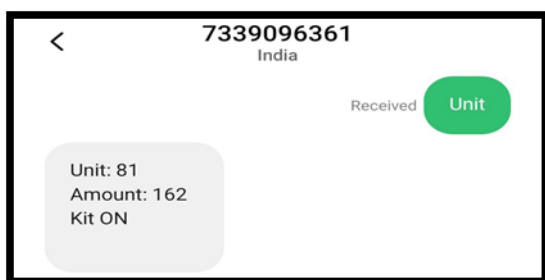 7339096361
India
Received
Unit
Unit: 81
Amount: 162
Kit ON